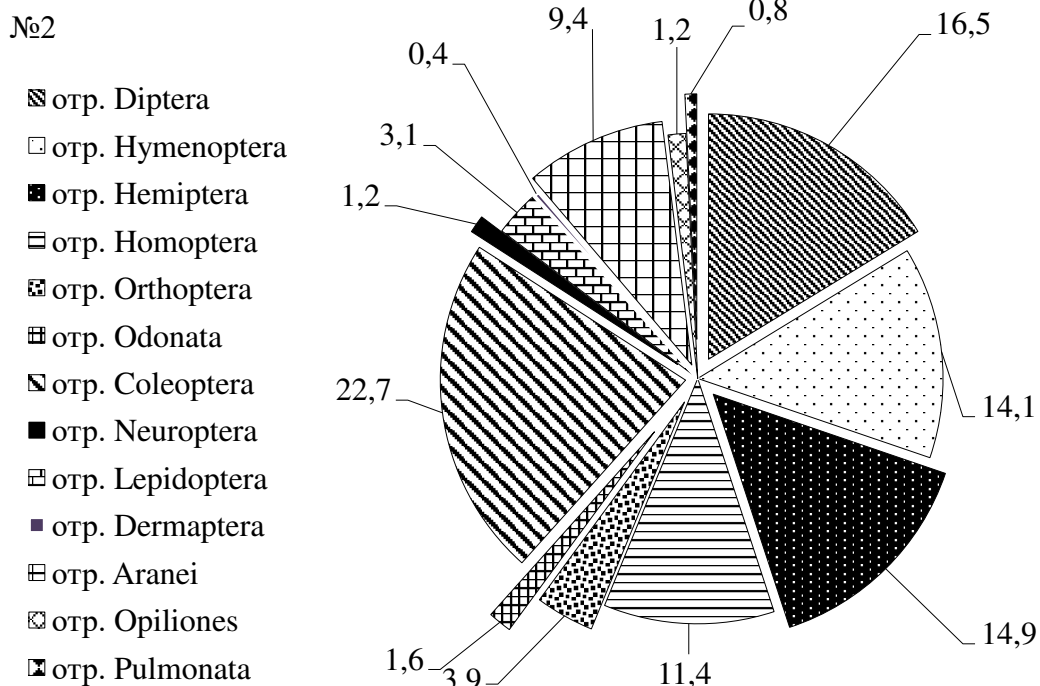 №2
отр. Diptera
отр. Hymenoptera
отр. Hemiptera
отр. Homoptera
отр. Orthoptera
отр. Odonata
отр. Coleoptera
отр. Neuroptera
отр. Lepidoptera
отр. Dermaptera
отр. Aranei
отр. Opiliones
отр. Pulmonata
0,8
9,4
1,2
16,5
0,4
3,1
1,2
22,7
14,1
14,9
1,6
3,9
11,4